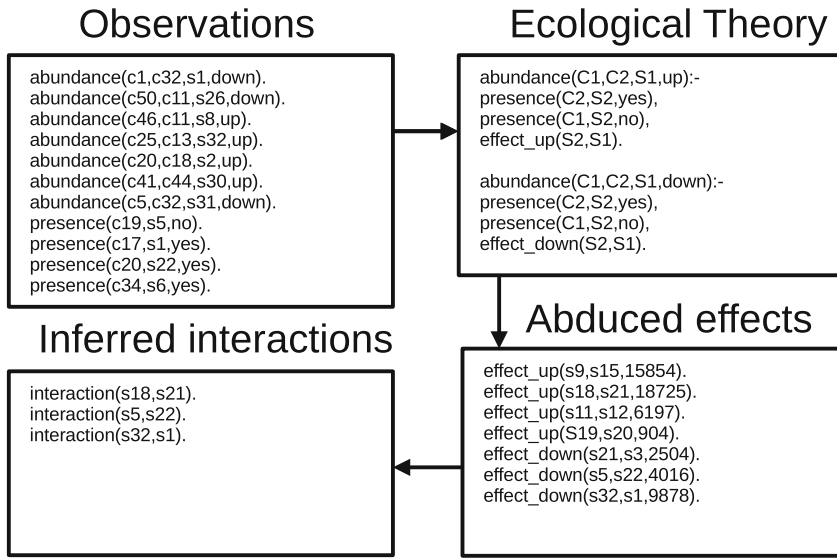 Observations
abundance(c1,c32,s1,down).
abundance(c50,c11,s26,down).
abundance(c46,c11,s8,up).
abundance(c25,c13,s32,up).
abundance(c20,c18,s2,up).
abundance(c41,c44,s30,up).
abundance(c5,c32,s31,down).
presence(c19,s5,no).
presence(c17,s1,yes).
presence(c20,s22,yes).
presence(c34,s6,yes).
Ecological Theory
abundance(C1,C2,S1,up):-
presence(C2,S2,yes),
presence(C1,S2,no),
effect_up(S2,S1).
abundance(C1,C2,S1,down):-
presence(C2,S2,yes),
presence(C1,S2,no),
effect_down(S2,S1).
Abduced effects
effect_up(s9,s15,15854).
effect_up(s18,s21,18725).
effect_up(s11,s12,6197).
effect_up(S19,s20,904).
effect_down(s21,s3,2504).
effect_down(s5,s22,4016).
effect_down(s32,s1,9878).
Inferred interactions
interaction(s18,s21).
interaction(s5,s22).
interaction(s32,s1).